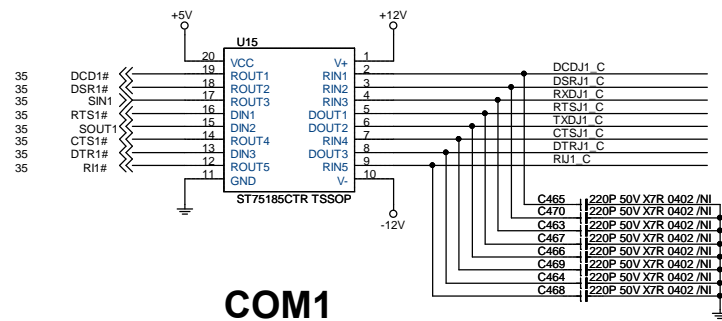 +5V
+12V
U15
20 VCC V+ 1
35 DCD1# 19 ROUT1 RIN1 2 DCDJ1_C
35 DSR1# 18 ROUT2 RIN2 3 DSRJ1_C
35 SIN1 17 ROUT3 RIN3 4 RXDJ1_C
35 RTS1# 16 DIN1 DOUT1 5 RTSJ1_C
35 SOUT1 15 DIN2 DOUT2 6 TXDJ1_C
35 CTS1# 14 ROUT4 RIN4 7 CTSJ1_C
35 DTR1# 13 DIN3 DOUT3 8 DTRJ1_C
35 RI1# 12 ROUT5 RIN5 9 RIJ1_C
11 GND V- 10
ST75185CTR TSSOP
-12V
C465 220P 50V X7R 0402 /NI
C470 220P 50V X7R 0402 /NI
C463 220P 50V X7R 0402 /NI
C467 220P 50V X7R 0402 /NI
C466 220P 50V X7R 0402 /NI
C469 220P 50V X7R 0402 /NI
C464 220P 50V X7R 0402 /NI
C468 220P 50V X7R 0402 /NI
COM1